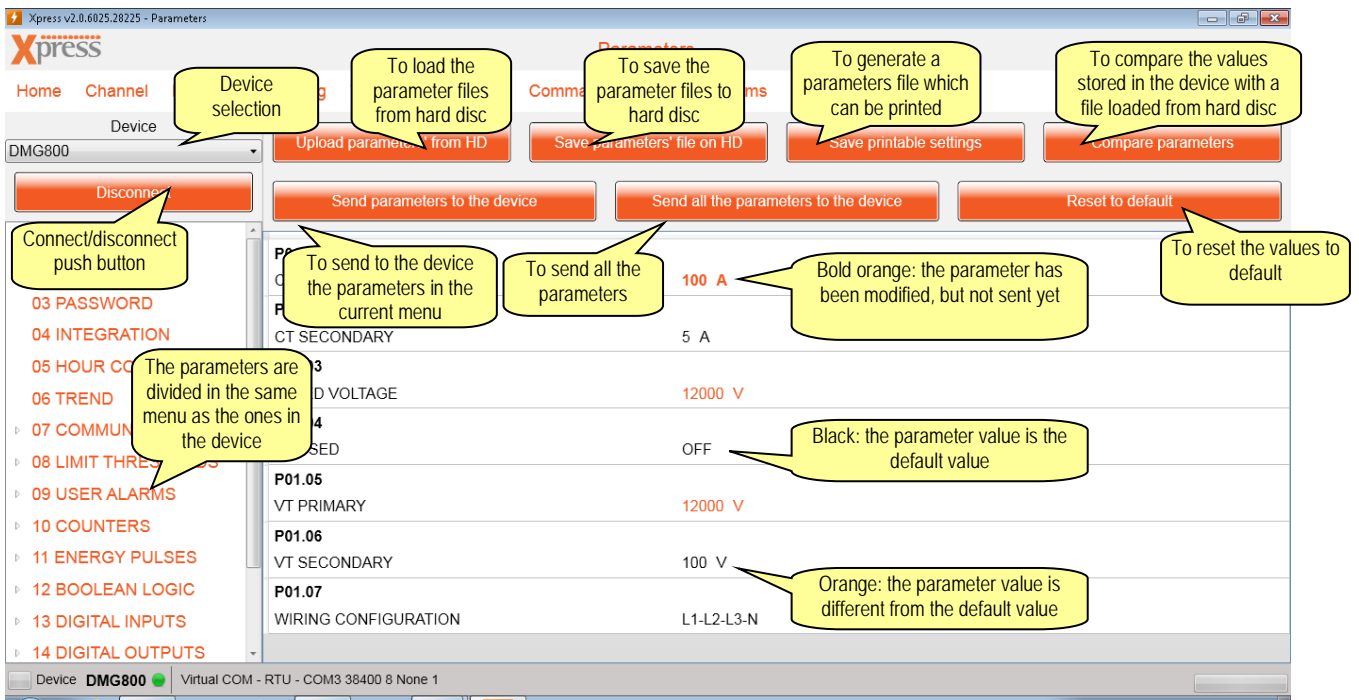 Xpress v2.0.6025.28225 - Parameters
Xpress
Parameters
Home Channel
Device
selection
To load the
parameter files
from hard disc
To save the
parameter files to
hard disc
To generate a
parameters file which
can be printed
To compare the values
stored in the device with a
file loaded from hard disc
Device
DMG800
Disconnect
Upload parameters' from HD
Save parameters' file on HD
Save printable settings
Compare parameters
Send parameters to the device
Send all the parameters to the device
Reset to default
Connect/disconnect
push button
To send to the device
the parameters in the
current menu
To send all the
parameters
Bold orange: the parameter has
been modified, but not sent yet
To reset the values to
default
100 A
03 PASSWORD
04 INTEGRATION
CT SECONDARY
5 A
05 HOUR
06 TREND
VOLTAGE
12000 V
The parameters are
divided in the same
menu as the ones in
the device
07
08 LIMIT
OFF
Black: the parameter value is the
default value
09 USER ALARMS
P01.05
VT PRIMARY
12000 V
10 COUNTERS
P01.06
11 ENERGY PULSES
VT SECONDARY
100 V
12 BOOLEAN LOGIC
P01.07
Orange: the parameter value is
different from the default value
13 DIGITAL INPUTS
WIRING CONFIGURATION
L1-L2-L3-N
14 DIGITAL OUTPUTS
Device DMG800
Virtual COM - RTU - COM3 38400 8 None 1